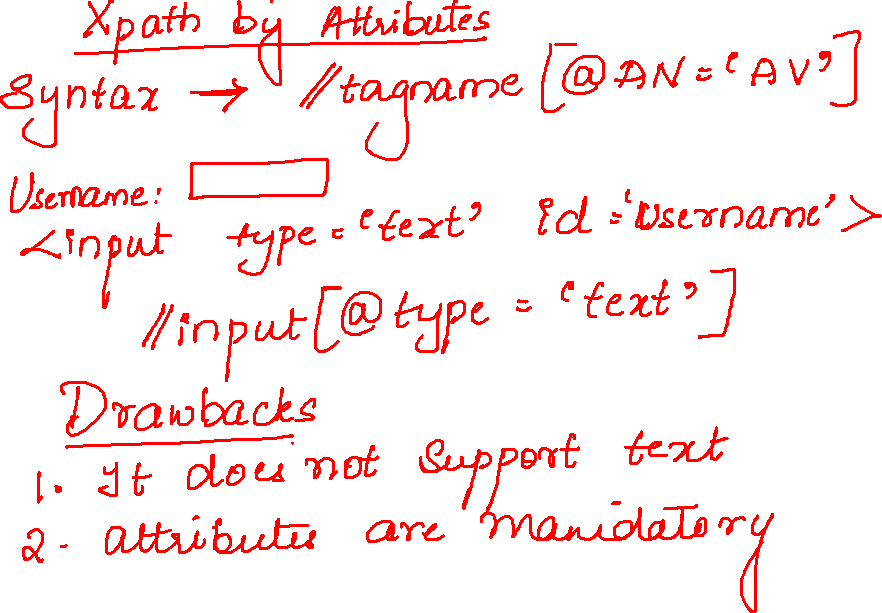 Xpath by Attributes
Syntax → //tagname [@AN='AV']
Username:
<input type='text' id='username'>
//input[@type='text']
Drawbacks
1. It does not support text
2. attributes are manidatory